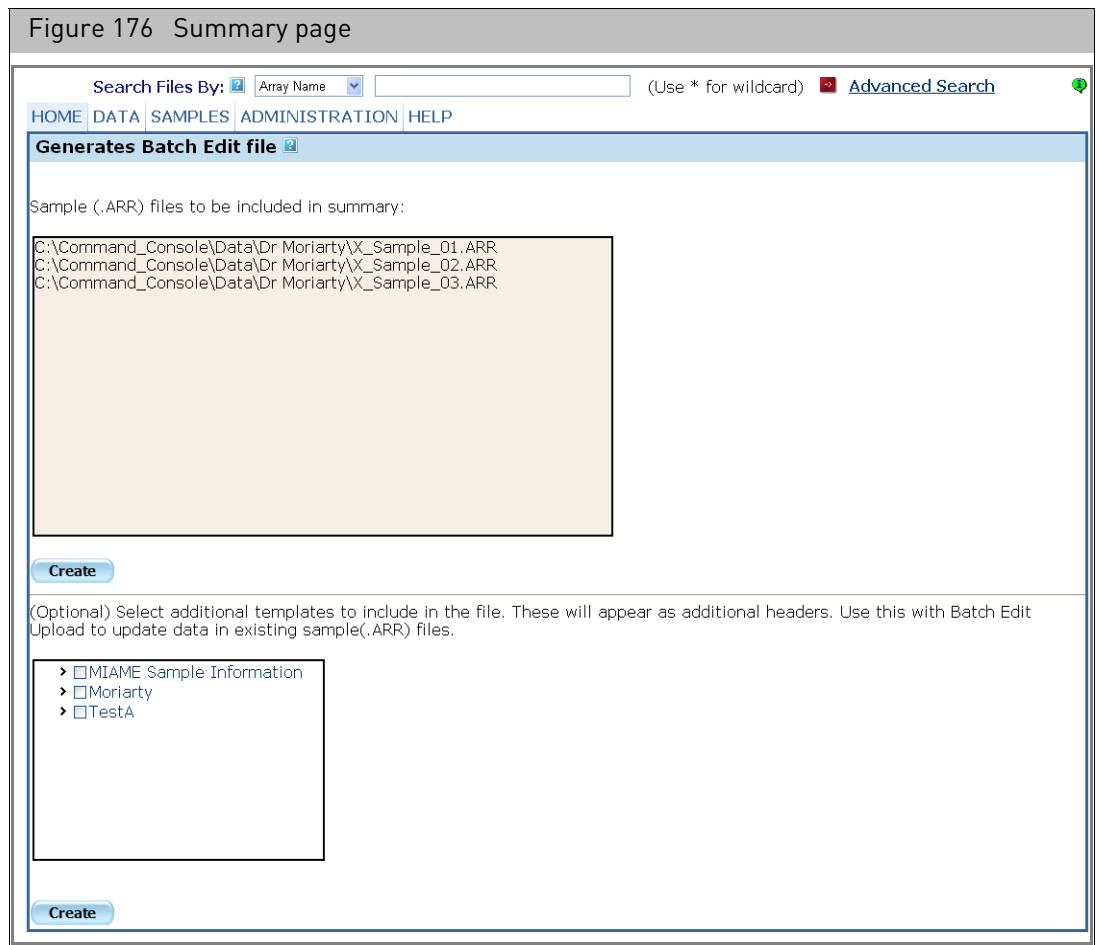 Figure 176 Summary page
Search Files By: ? Array Name (Use * for wildcard) Advanced Search
HOME DATA SAMPLES ADMINISTRATION HELP
Generates Batch Edit file ?
Sample (.ARR) files to be included in summary:
C:\Command_Console\Data\Dr Moriarty\X_Sample_01.ARR
C:\Command_Console\Data\Dr Moriarty\X_Sample_02.ARR
C:\Command_Console\Data\Dr Moriarty\X_Sample_03.ARR
Create
(Optional) Select additional templates to include in the file. These will appear as additional headers. Use this with Batch Edit
Upload to update data in existing sample(.ARR) files.
MIAME Sample Information
Moriarty
TestA
Create